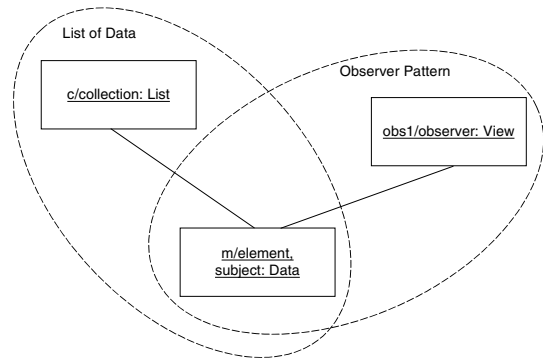 List of Data
Observer Pattern
c/collection: List
obs1/observer: View
m/element,
subject: Data